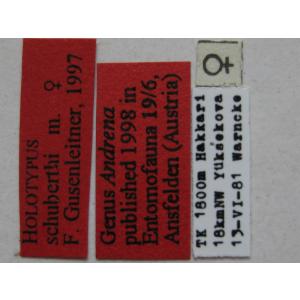 HOLOTYPUS ♀
schuberthi m.
F. Gusenleitner, 1997
Genus Andrena
published 1998 in
Entomofauna 19/6,
Ansfelden (Austria)
♀
TK 1800m Hakkari
18kmNW Yüksekova
13-VI-81 Warncke